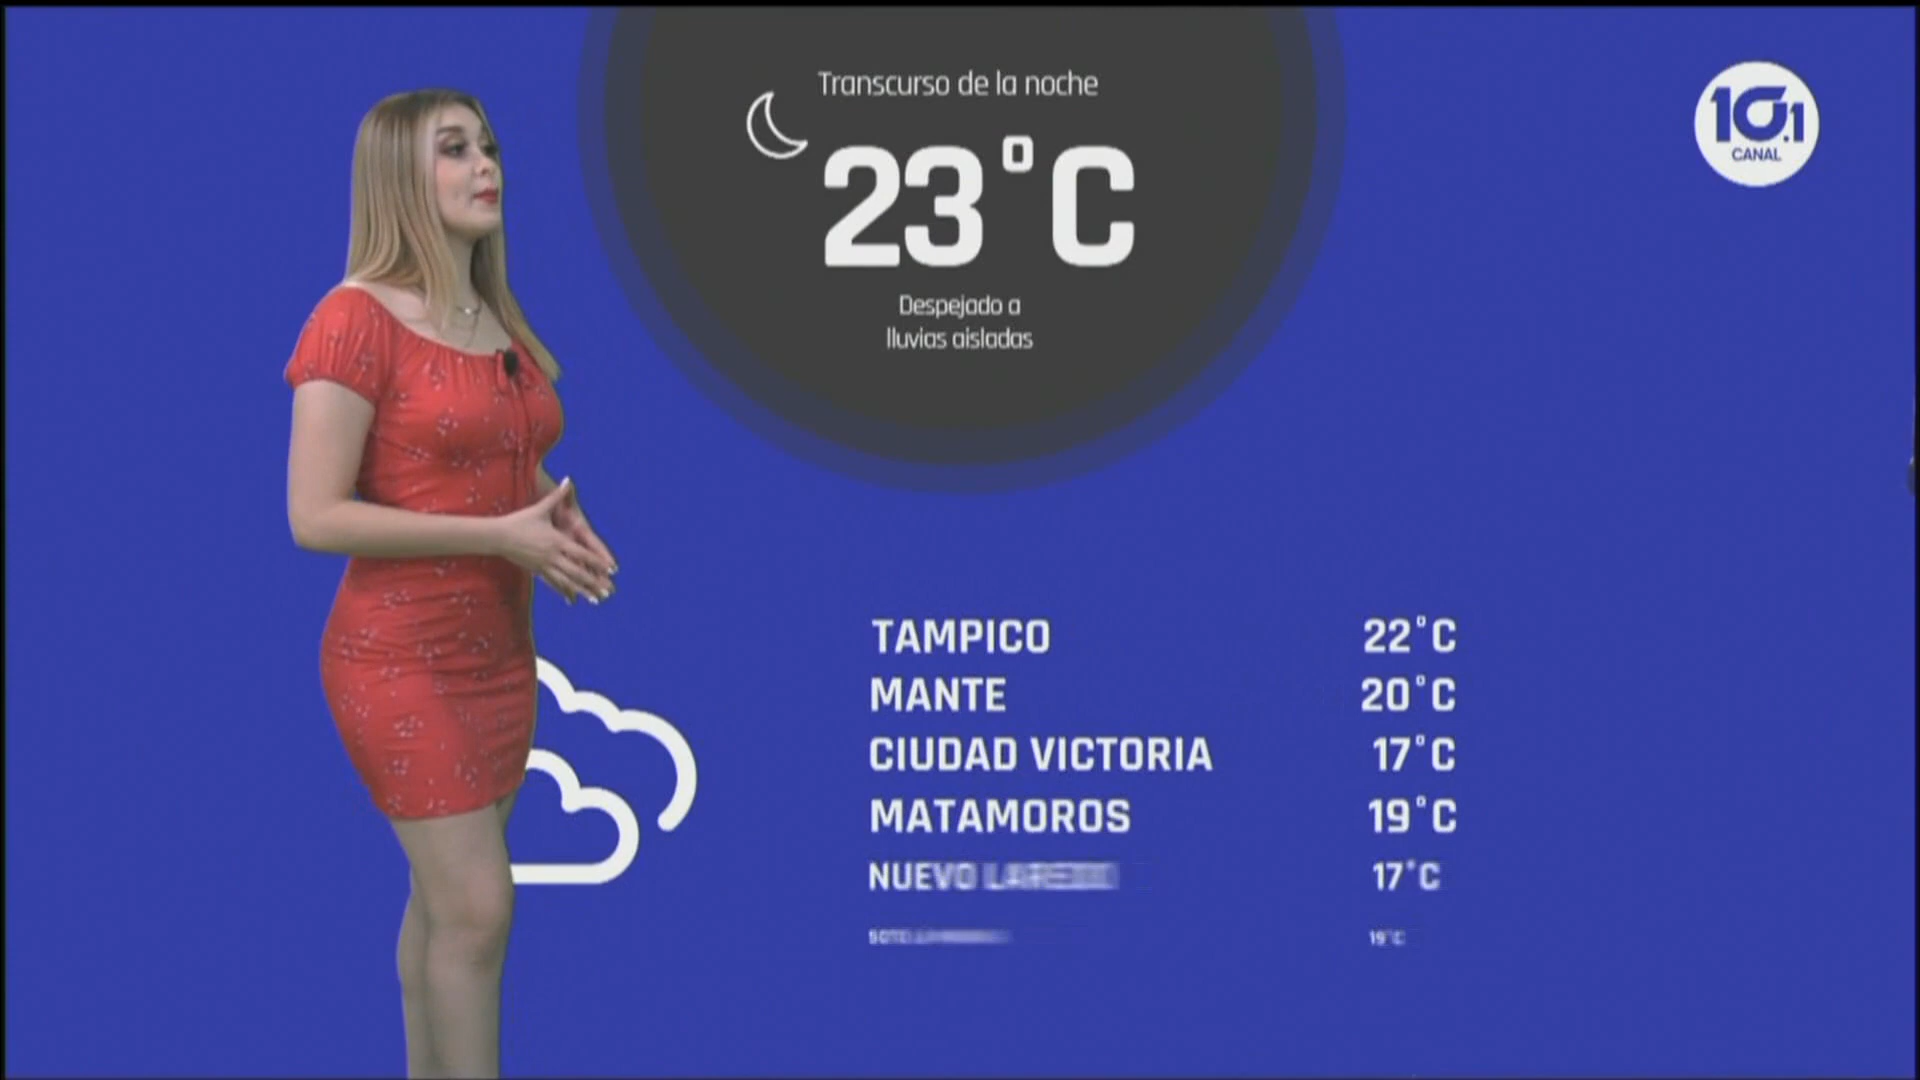 Transcurso de la noche
23°C
Despejado a
lluvias aisladas
10.1
CANAL
TAMPICO 22°C
MANTE 20°C
CIUDAD VICTORIA 17°C
MATAMOROS 19°C
NUEVO LAREDO 17°C
19°C